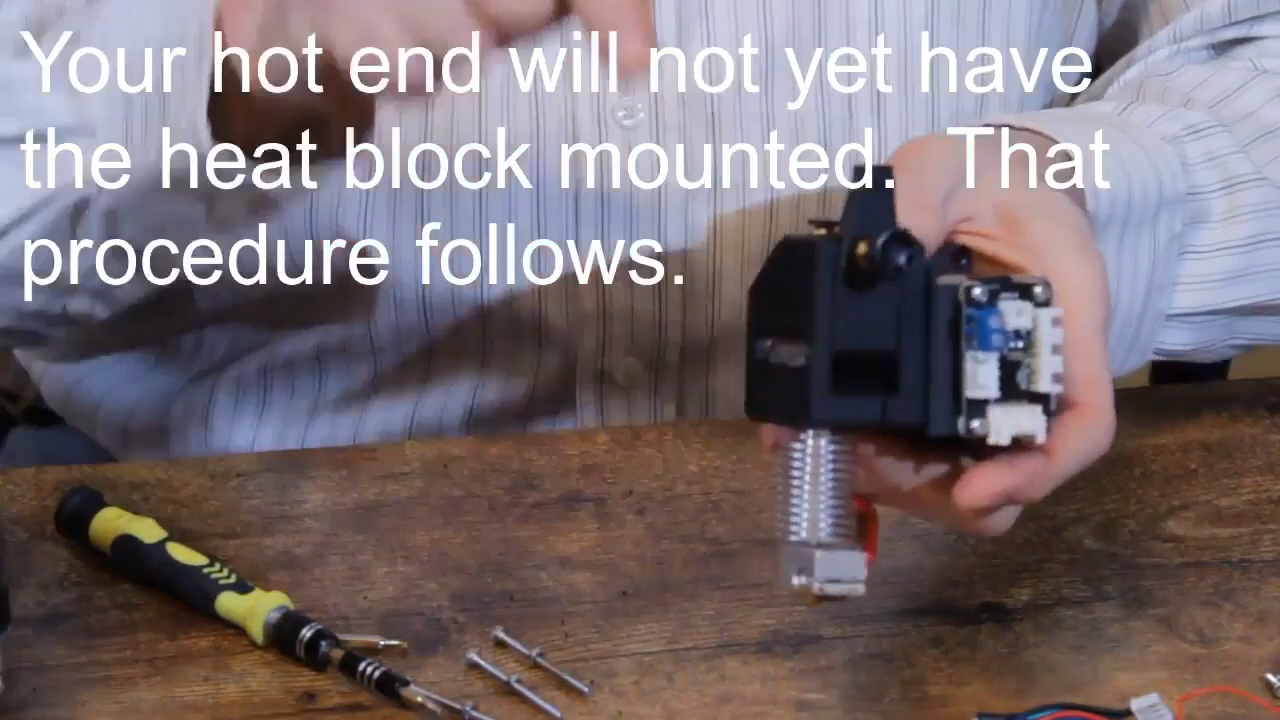 Your hot end will not yet have
the heat block mounted.  That
procedure follows.